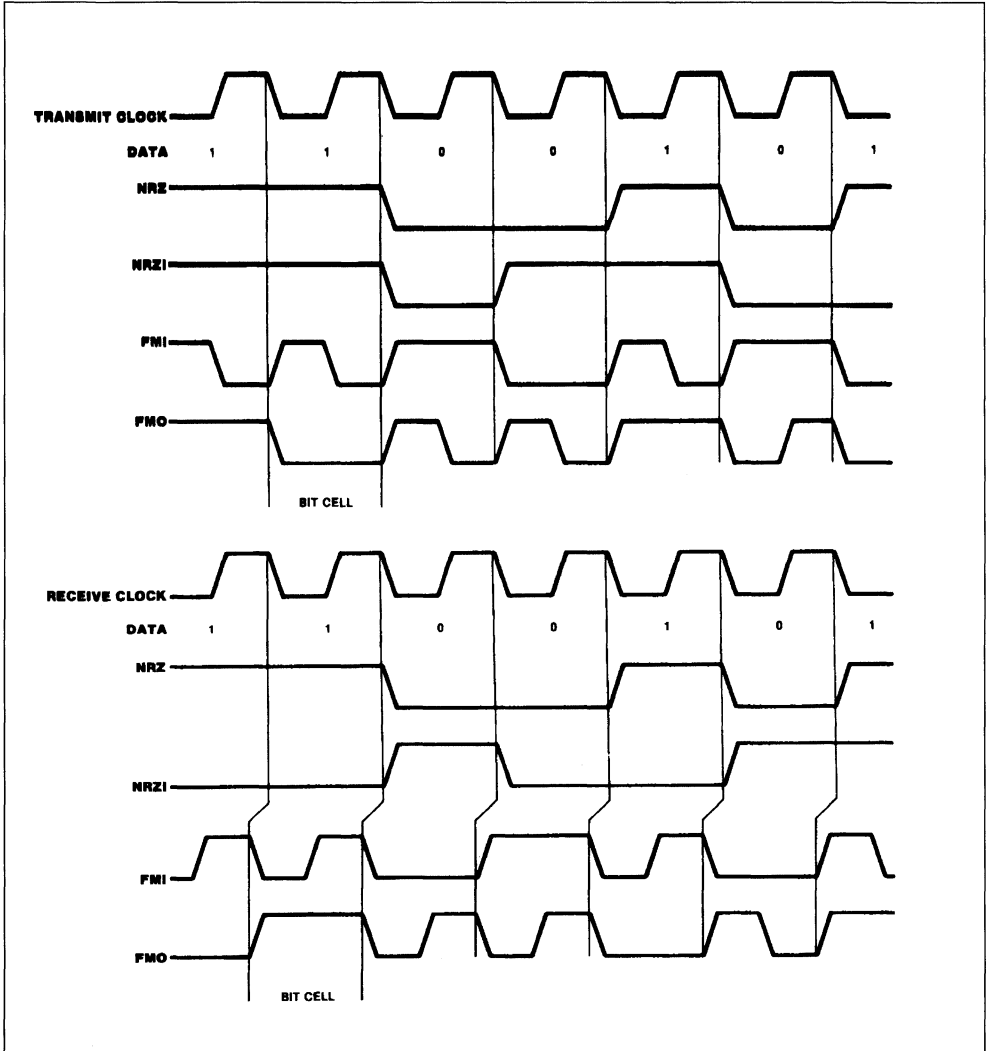 TRANSMIT CLOCK
DATA 1 1 0 0 1 0 1
NRZ
NRZI
FMI
FMO
BIT CELL
RECEIVE CLOCK
DATA 1 1 0 0 1 0 1
NRZ
NRZI
FMI
FMO
BIT CELL